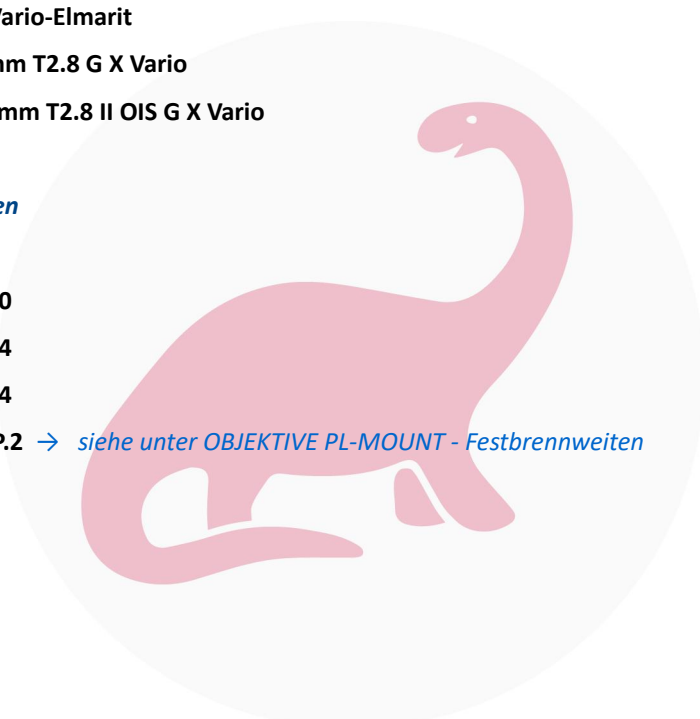 Vario-Elmarit
mm T2.8 G X Vario
mm T2.8 II OIS G X Vario
en
0
4
4
P.2 → siehe unter OBJEKTIVE PL-MOUNT - Festbrennweiten